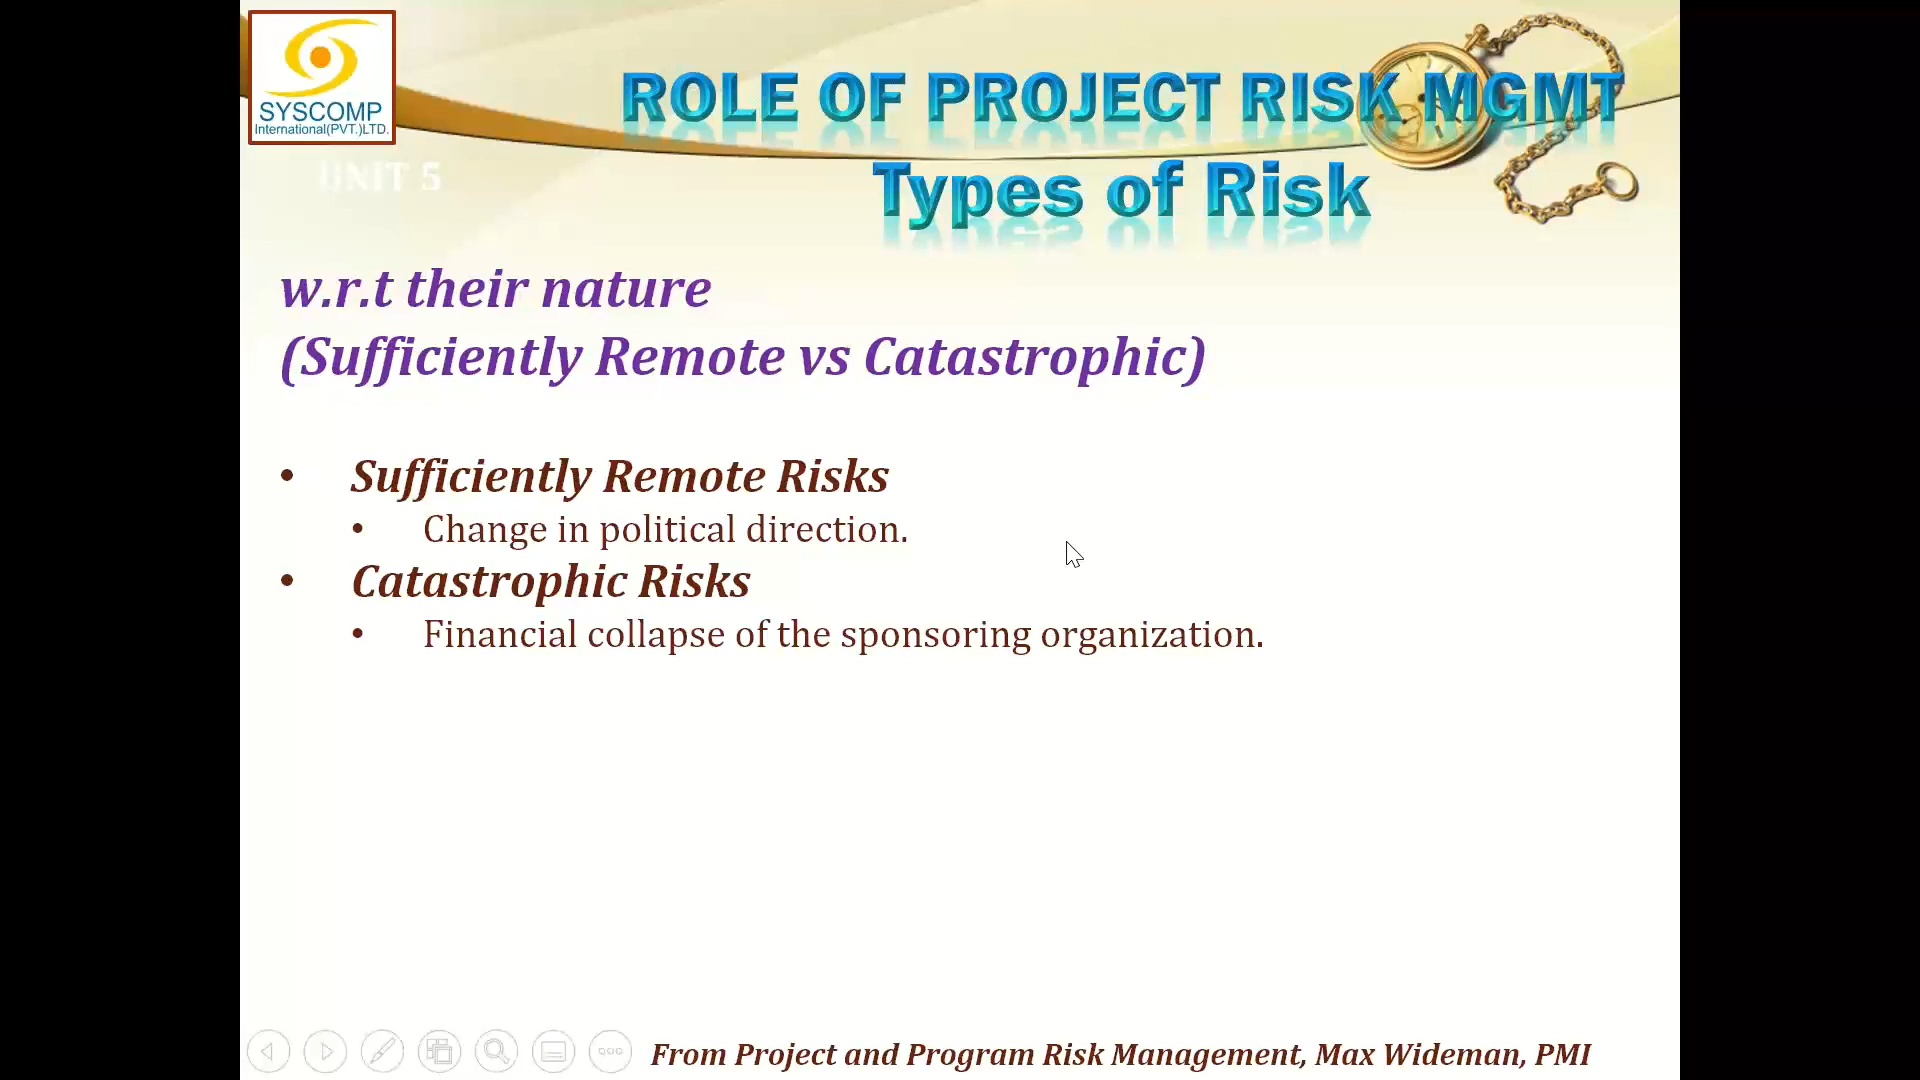 SYSCOMP
International(PVT.)LTD.
UNIT 5
ROLE OF PROJECT RISK MGMT
Types of Risk
w.r.t their nature
(Sufficiently Remote vs Catastrophic)
• Sufficiently Remote Risks
• Change in political direction.
• Catastrophic Risks
• Financial collapse of the sponsoring organization.
From Project and Program Risk Management, Max Wideman, PMI